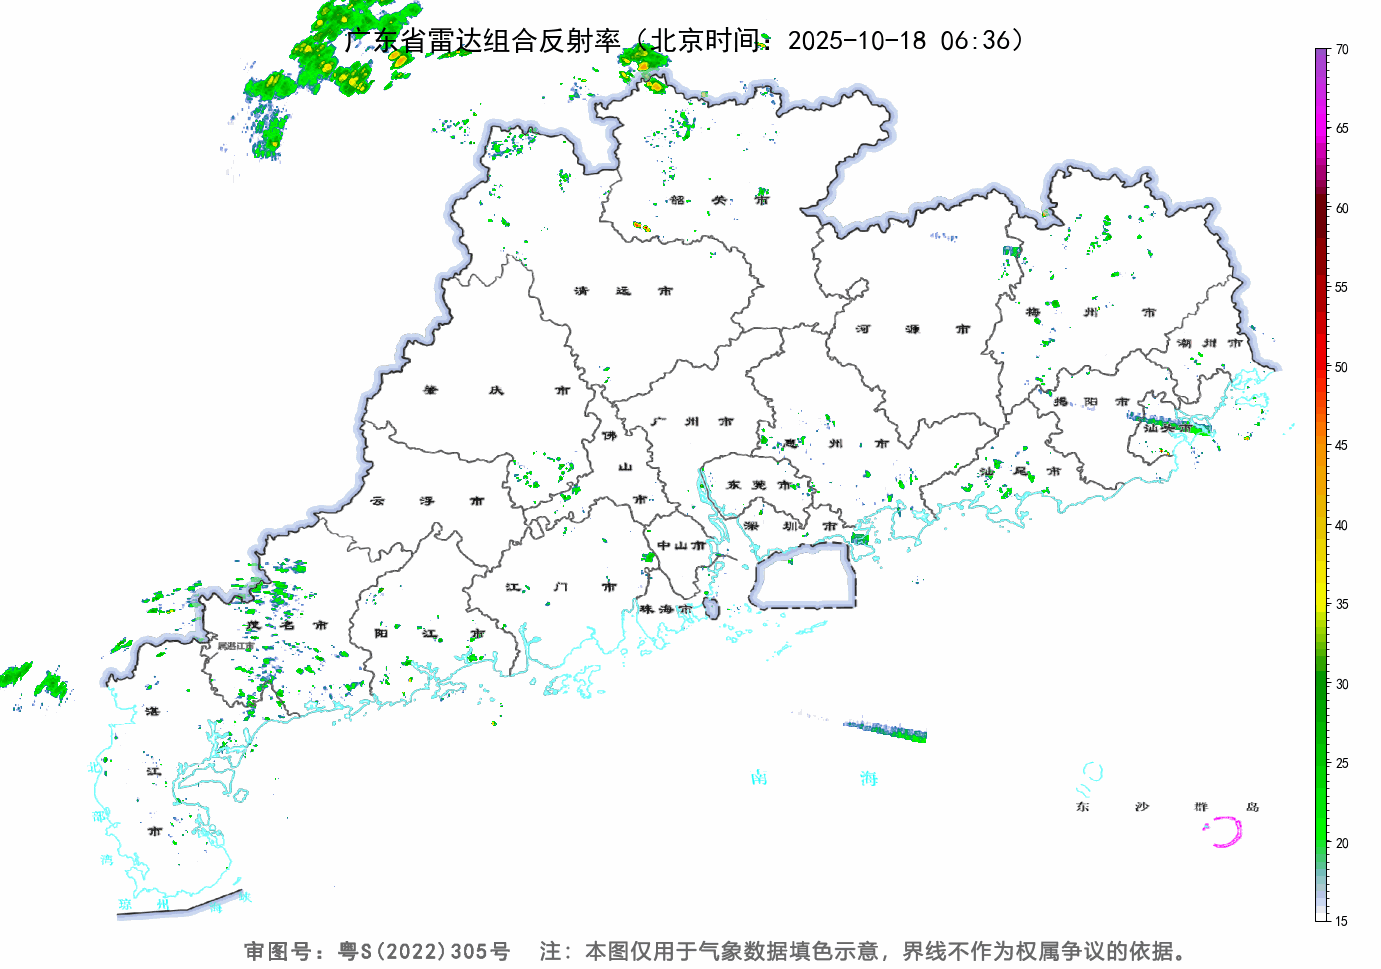 广东省雷达组合反射率（北京时间：2025-10-18 06:36）
70
65
60
55
50
45
40
35
30
25
20
15
韶关市
清远市
河源市
梅州市
潮州市
肇庆市
揭阳市
广州市
汕头市
佛山市
惠州市
汕尾市
东莞市
云浮市
深圳市
中山市
江门市
珠海市
茂名市
阳江市
属湛江市
湛江市
北部湾
南海
东沙群岛
琼州海峡
审图号：粤S(2022)305号 注：本图仅用于气象数据填色示意，界线不作为权属争议的依据。